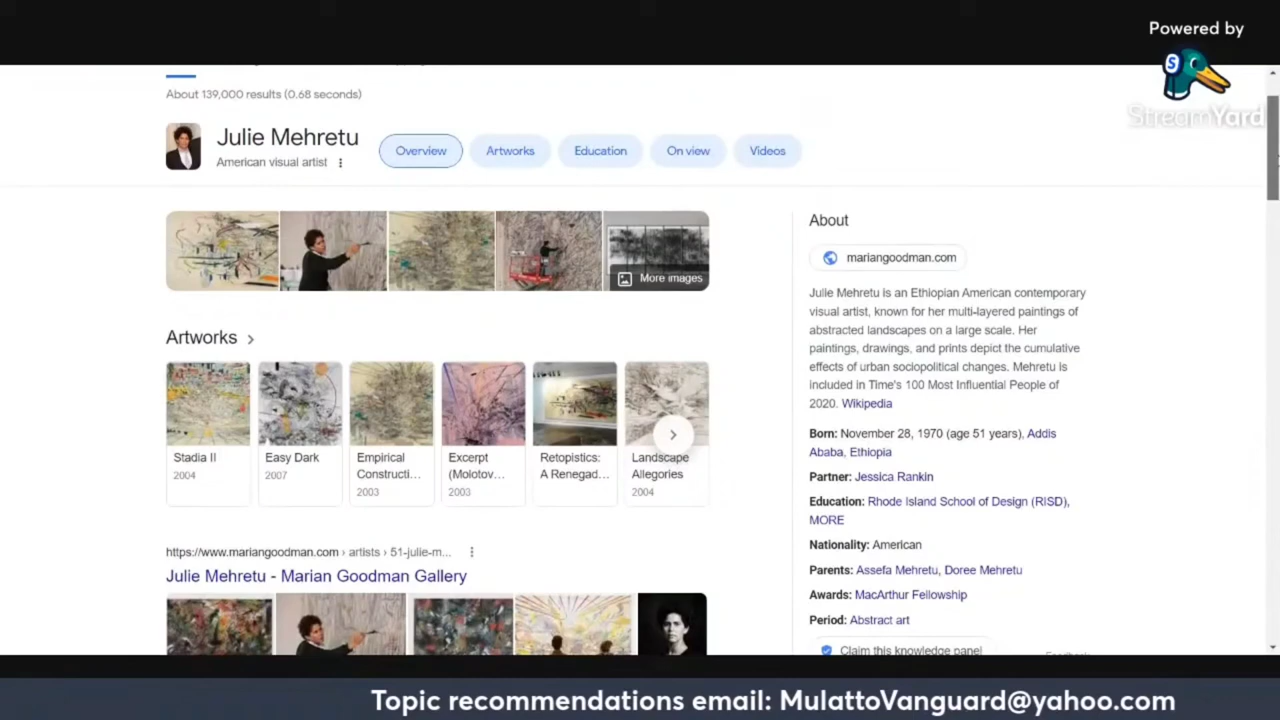 Powered by
StreamYard
About 139,000 results (0.68 seconds)
Julie Mehretu
American visual artist
Overview
Artworks
Education
On view
Videos
More images
Artworks
Stadia II
2004
Easy Dark
2007
Empirical
Constructi...
2003
Excerpt
(Molotov...
2003
Retopistics:
A Renegad...
Landscape
Allegories
2004
https://www.mariangoodman.com › artists › 51-julie-m...
Julie Mehretu - Marian Goodman Gallery
About
mariangoodman.com
Julie Mehretu is an Ethiopian American contemporary
visual artist, known for her multi-layered paintings of
abstracted landscapes on a large scale. Her
paintings, drawings, and prints depict the cumulative
effects of urban sociopolitical changes. Mehretu is
included in Time's 100 Most Influential People of
2020. Wikipedia
Born: November 28, 1970 (age 51 years), Addis
Ababa, Ethiopia
Partner: Jessica Rankin
Education: Rhode Island School of Design (RISD),
MORE
Nationality: American
Parents: Assefa Mehretu, Doree Mehretu
Awards: MacArthur Fellowship
Period: Abstract art
Claim this knowledge panel
Topic recommendations email: MulattoVanguard@yahoo.com